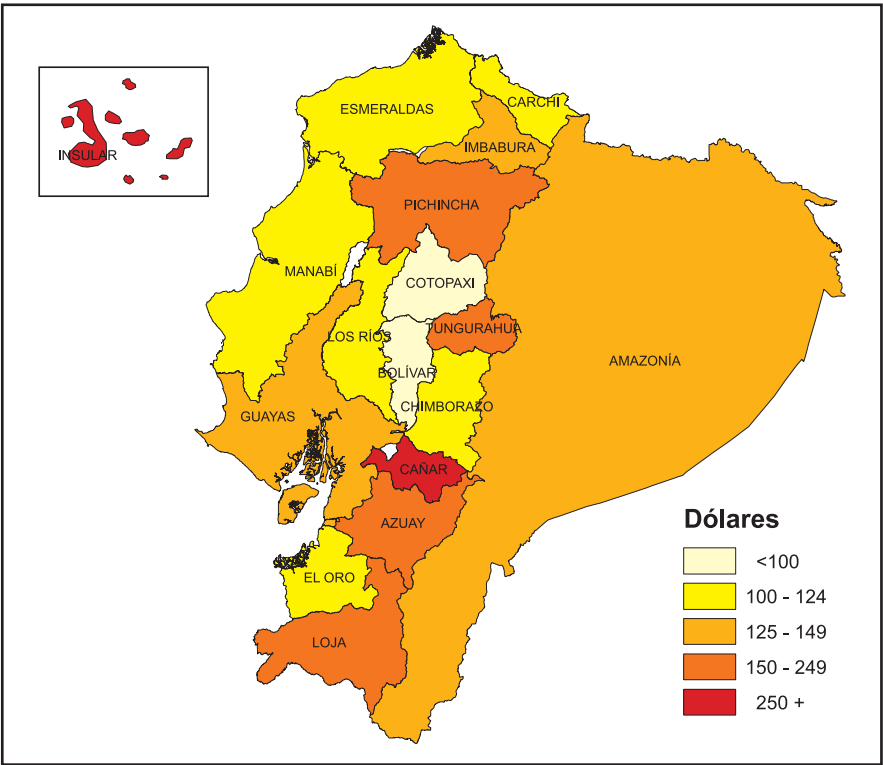 ESMERALDAS
CARCHI
IMBABURA
INSULAR
PICHINCHA
MANABÍ
COTOPAXI
LOS RÍOS
TUNGURAHUA
AMAZONÍA
BOLÍVAR
CHIMBORAZO
GUAYAS
CAÑAR
AZUAY
EL ORO
LOJA
Dólares
<100
100 - 124
125 - 149
150 - 249
250 +